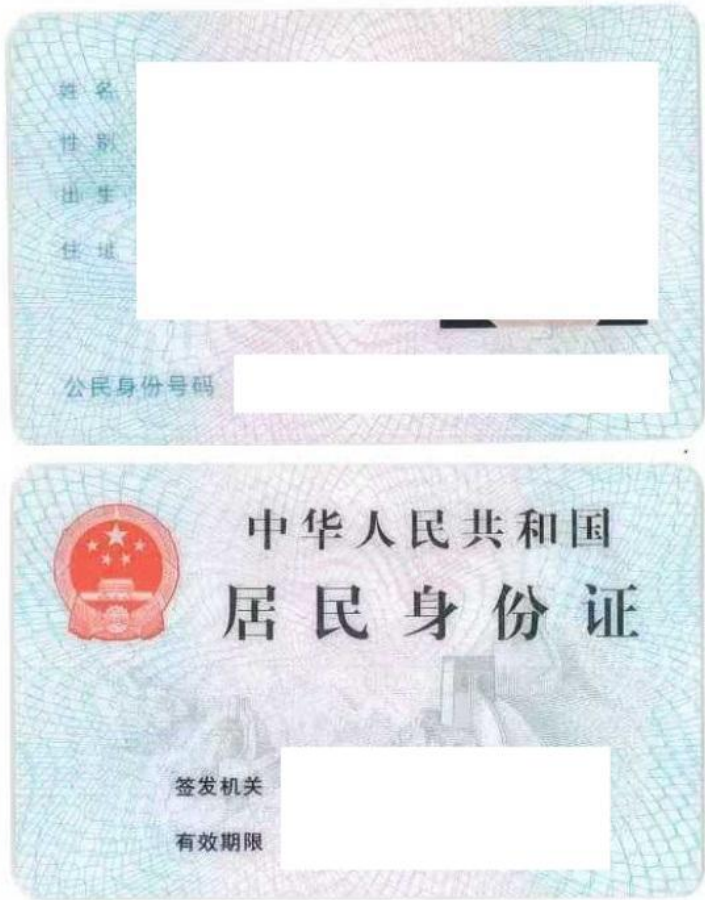 姓名
性别
出生
住址
公民身份号码
中华人民共和国
居民身份证
签发机关
有效期限